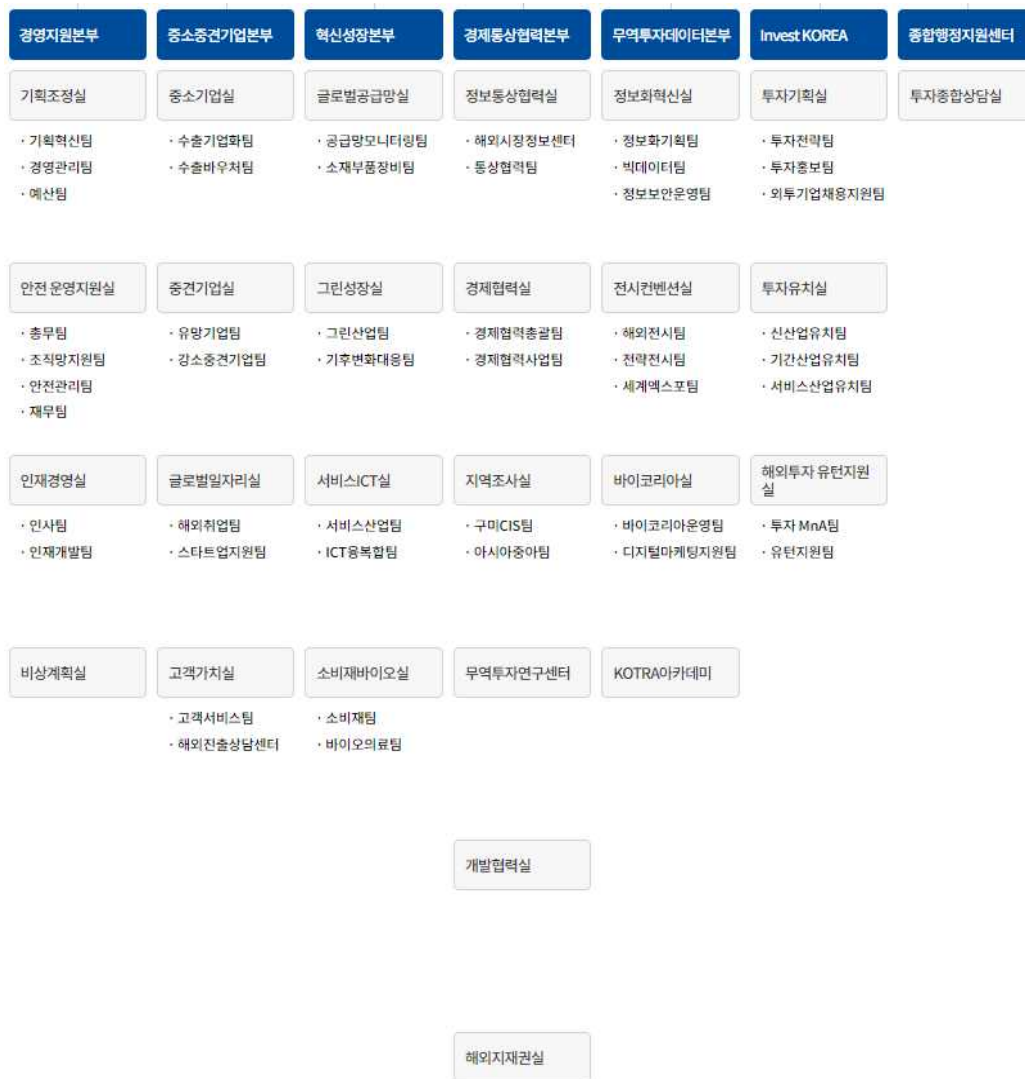 경영지원본부
중소중견기업본부
혁신성장본부
경제통상협력본부
무역투자데이터본부
Invest KOREA
종합행정지원센터
기획조정실
중소기업실
글로벌공급망실
정보통상협력실
정보화혁신실
투자기획실
투자종합상담실
· 기획혁신팀
· 경영관리팀
· 예산팀
· 수출기업화팀
· 수출바우처팀
· 공급망모니터링팀
· 소재부품장비팀
· 해외시장정보센터
· 통상협력팀
· 정보화기획팀
· 빅데이터팀
· 정보보안운영팀
· 투자전략팀
· 투자홍보팀
· 외투기업채용지원팀
안전 운영지원실
중견기업실
그린성장실
경제협력실
전시컨벤션실
투자유치실
· 총무팀
· 조직망지원팀
· 안전관리팀
· 재무팀
· 유망기업팀
· 강소중견기업팀
· 그린산업팀
· 기후변화대응팀
· 경제협력총괄팀
· 경제협력사업팀
· 해외전시팀
· 전략전시팀
· 세계엑스포팀
· 신산업유치팀
· 기간산업유치팀
· 서비스산업유치팀
인재경영실
글로벌일자리실
서비스ICT실
지역조사실
바이코리아실
해외투자 유턴지원
실
· 인사팀
· 인재개발팀
· 해외취업팀
· 스타트업지원팀
· 서비스산업팀
· ICT융복합팀
· 구미CIS팀
· 아시아중아팀
· 바이코리아운영팀
· 디지털마케팅지원팀
· 투자 MnA팀
· 유턴지원팀
비상계획실
고객가치실
소비재바이오실
무역투자연구센터
KOTRA아카데미
· 고객서비스팀
· 해외진출상담센터
· 소비재팀
· 바이오의료팀
개발협력실
해외지재권실